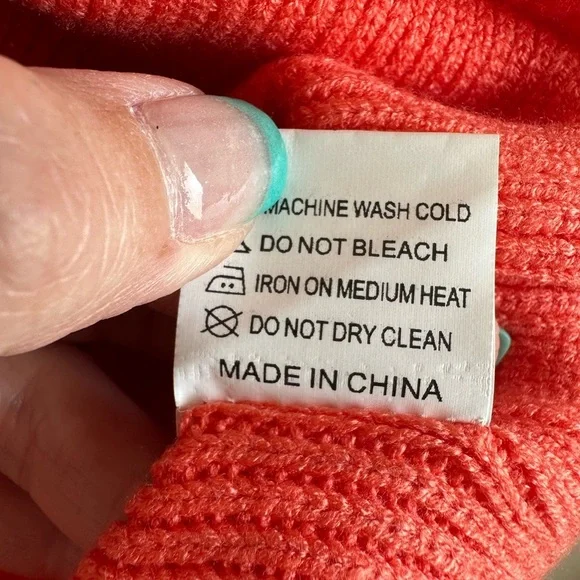 MACHINE WASH COLD
DO NOT BLEACH
IRON ON MEDIUM HEAT
DO NOT DRY CLEAN
MADE IN CHINA